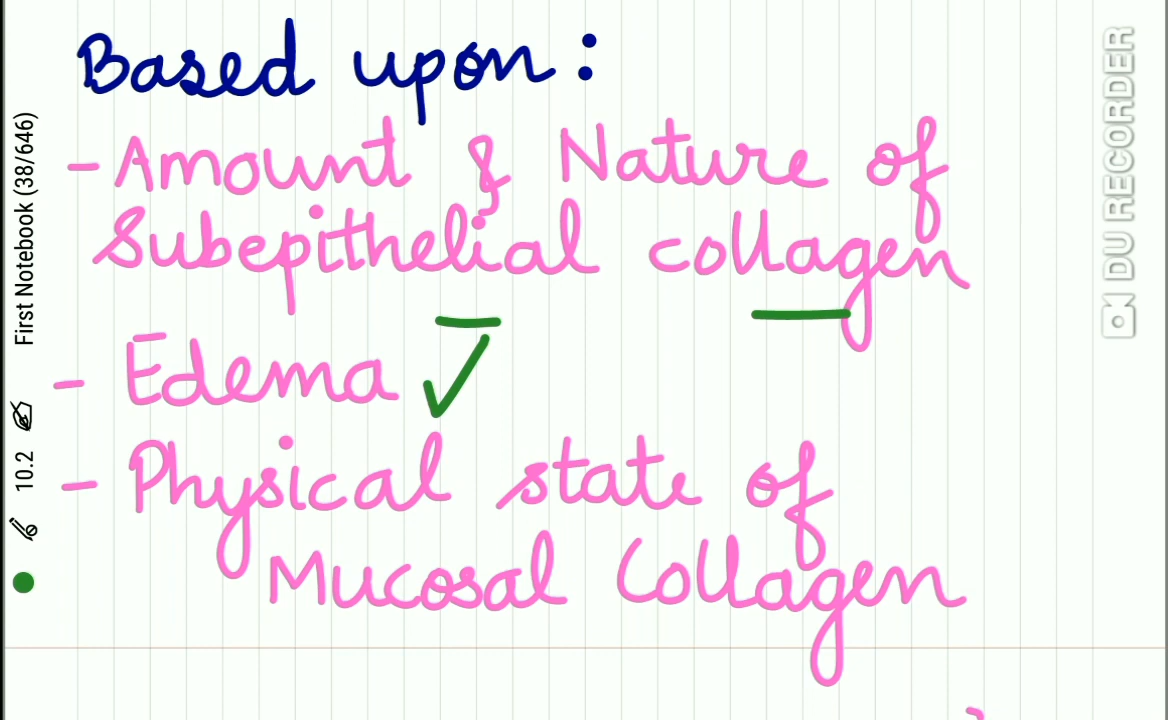 Based upon:
- Amount & Nature of
Subepithelial collagen
- Edema ✓
- Physical state of
Mucosal Collagen
First Notebook (38/646)
10.2
DU RECORDER